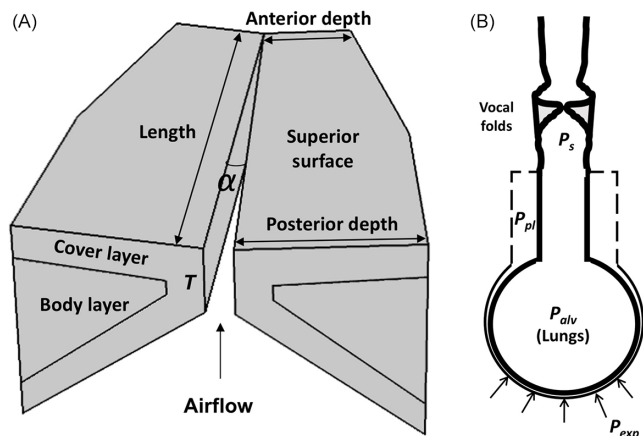 (A)
Anterior depth
Length
α
Superior
surface
Posterior depth
Cover layer
T
Body layer
Airflow
(B)
Vocal
folds
Ps
Ppl
Palv
(Lungs)
Pexp